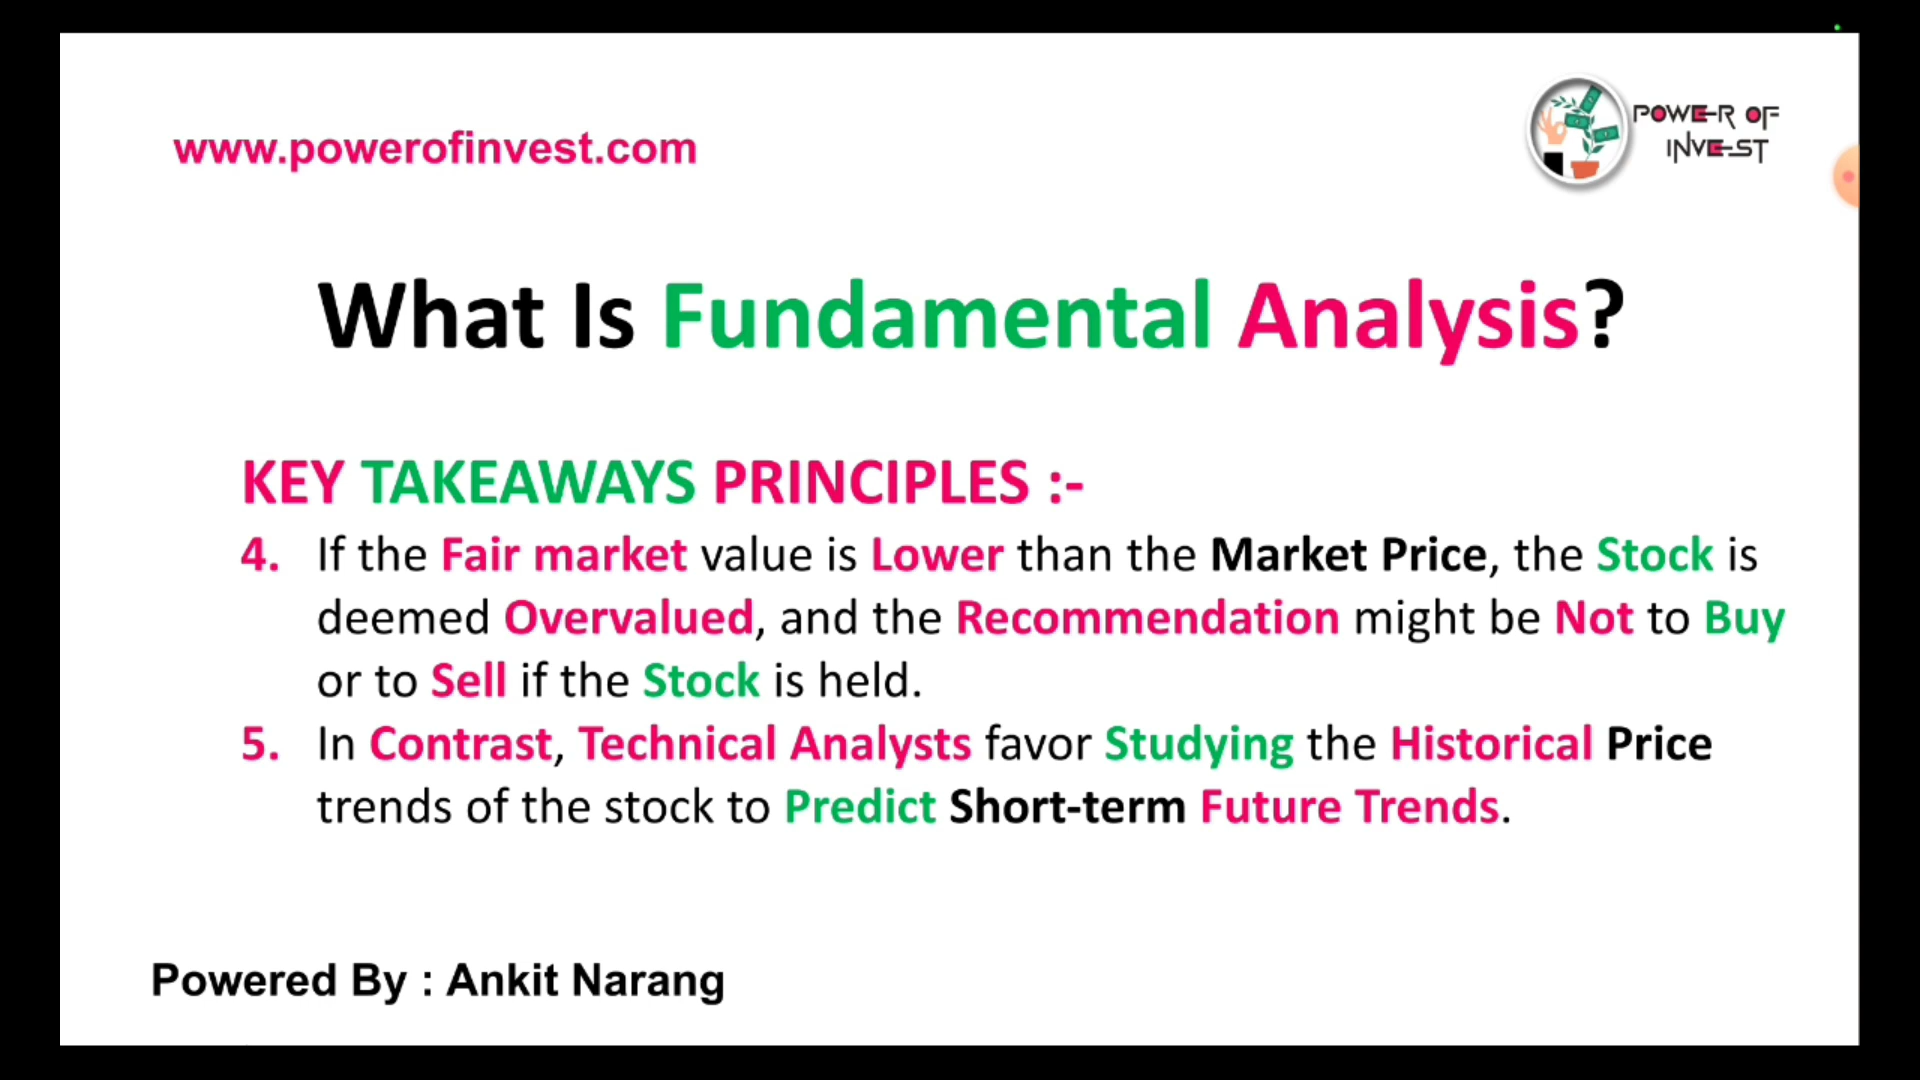 www.powerofinvest.com
POWER OF
INVEST
What Is Fundamental Analysis?
KEY TAKEAWAYS PRINCIPLES :-
4. If the Fair market value is Lower than the Market Price, the Stock is
deemed Overvalued, and the Recommendation might be Not to Buy
or to Sell if the Stock is held.
5. In Contrast, Technical Analysts favor Studying the Historical Price
trends of the stock to Predict Short-term Future Trends.
Powered By : Ankit Narang